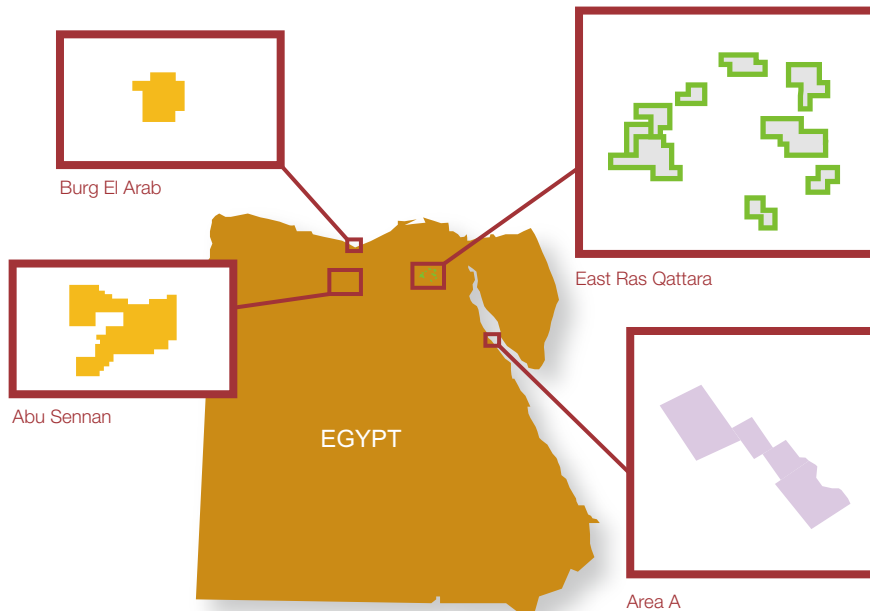 Burg El Arab
East Ras Qattara
Abu Sennan
EGYPT
Area A